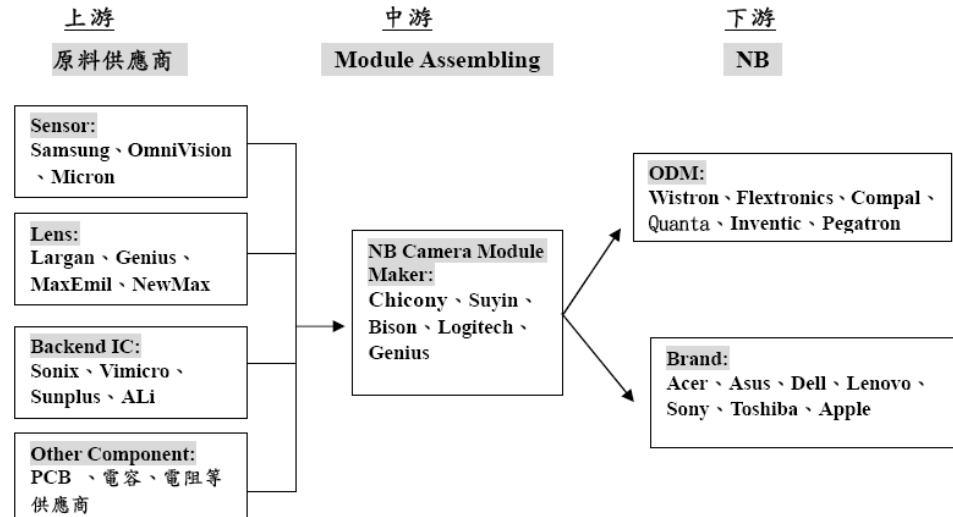 上游
原料供應商
Sensor:
Samsung、OmniVision
、Micron
Lens:
Largan、Genius、
MaxEmil、NewMax
Backend IC:
Sonix、Vimicro、
Sunplus、ALi
Other Component:
PCB 、電容、電阻等
供應商
中游
Module Assembling
NB Camera Module
Maker:
Chicony、Suyin、
Bison、Logitech、
Genius
下游
NB
ODM:
Wistron、Flextronics、Compal、
Quanta、Inventic、Pegatron
Brand:
Acer、Asus、Dell、Lenovo、
Sony、Toshiba、Apple